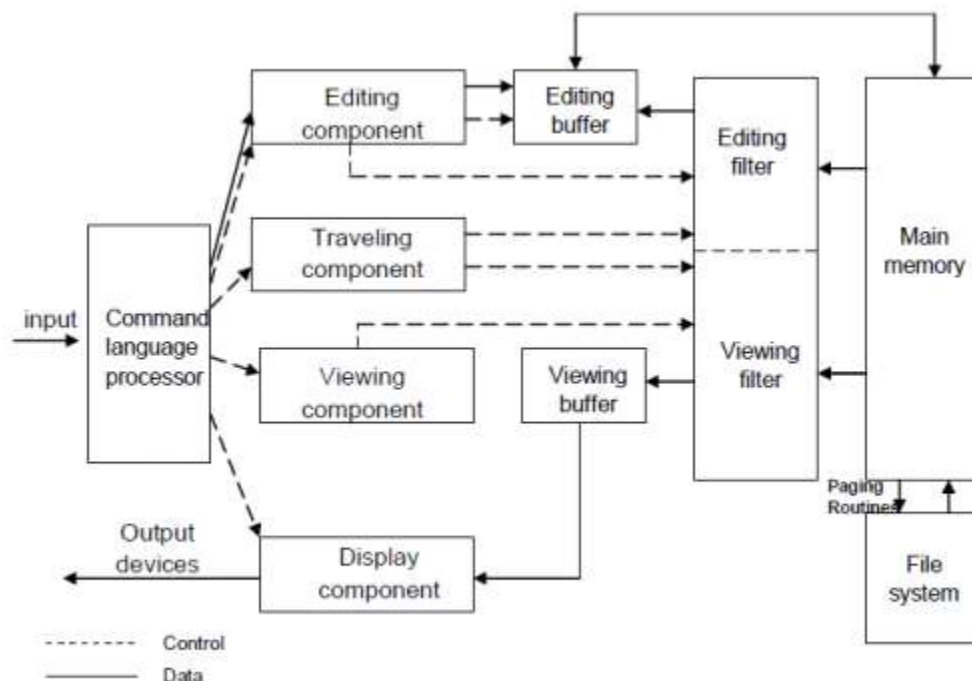 Editing
component
Editing
buffer
Editing
filter
Main
memory
Traveling
component
input
Command
language
processor
Viewing
component
Viewing
buffer
Viewing
filter
Paging
Routines
Output
devices
Display
component
File
system
Control
Data